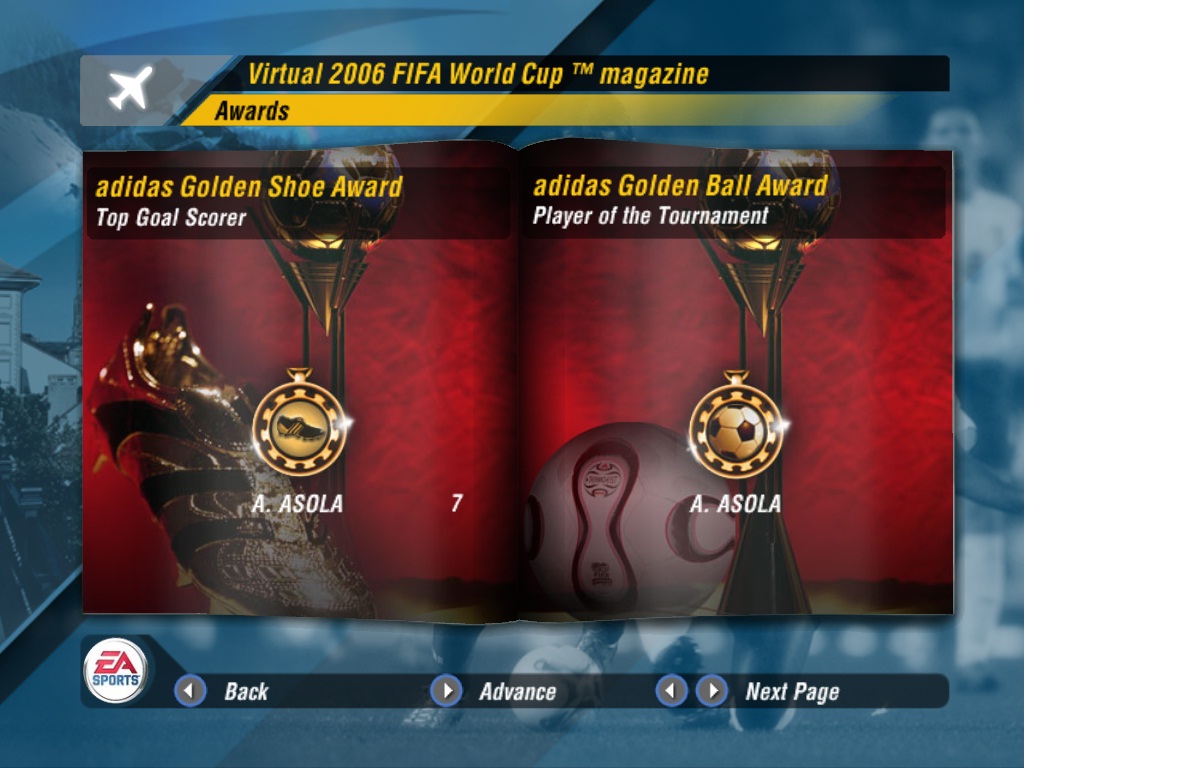 Virtual 2006 FIFA World Cup ™ magazine
Awards
adidas Golden Shoe Award
Top Goal Scorer
A. ASOLA 7
adidas Golden Ball Award
Player of the Tournament
A. ASOLA
EA
SPORTS
Back
Advance
Next Page